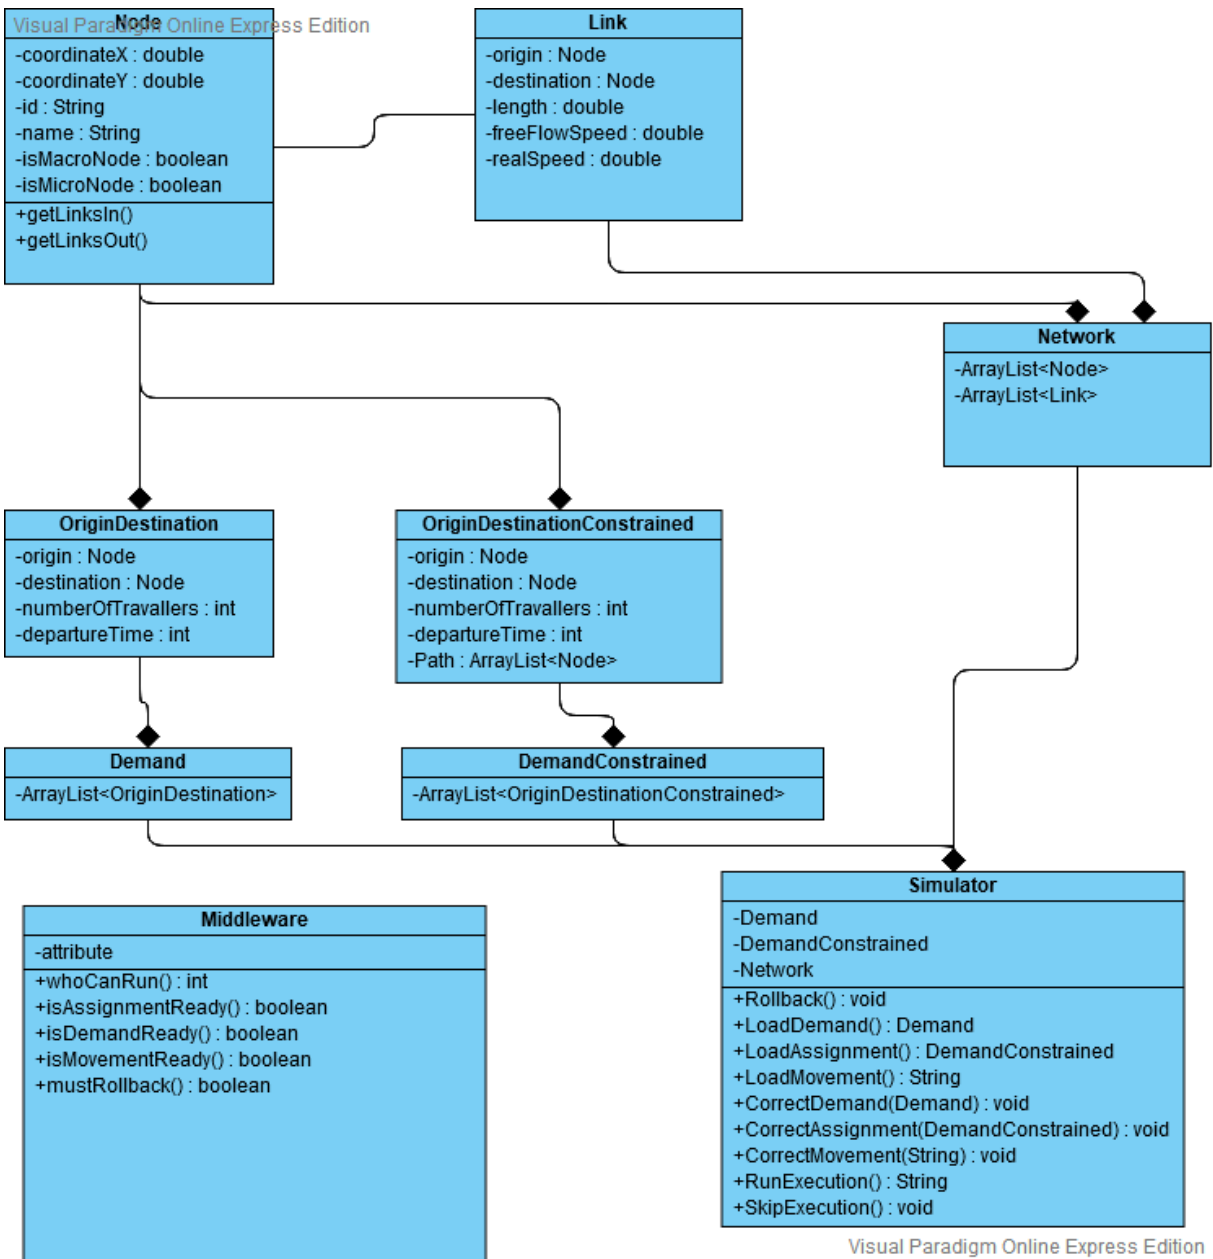 Visual Paradigm Online Express Edition
Node
-coordinateX : double
-coordinateY : double
-id : String
-name : String
-isMacroNode : boolean
-isMicroNode : boolean
+getLinksIn()
+getLinksOut()
Link
-origin : Node
-destination : Node
-length : double
-freeFlowSpeed : double
-realSpeed : double
Network
-ArrayList<Node>
-ArrayList<Link>
OriginDestination
-origin : Node
-destination : Node
-numberOfTravallers : int
-departureTime : int
OriginDestinationConstrained
-origin : Node
-destination : Node
-numberOfTravallers : int
-departureTime : int
-Path : ArrayList<Node>
Demand
-ArrayList<OriginDestination>
DemandConstrained
-ArrayList<OriginDestinationConstrained>
Middleware
-attribute
+whoCanRun() : int
+isAssignmentReady() : boolean
+isDemandReady() : boolean
+isMovementReady() : boolean
+mustRollback() : boolean
Simulator
-Demand
-DemandConstrained
-Network
+Rollback() : void
+LoadDemand() : Demand
+LoadAssignment() : DemandConstrained
+LoadMovement() : String
+CorrectDemand(Demand) : void
+CorrectAssignment(DemandConstrained) : void
+CorrectMovement(String) : void
+RunExecution() : String
+SkipExecution() : void
Visual Paradigm Online Express Edition